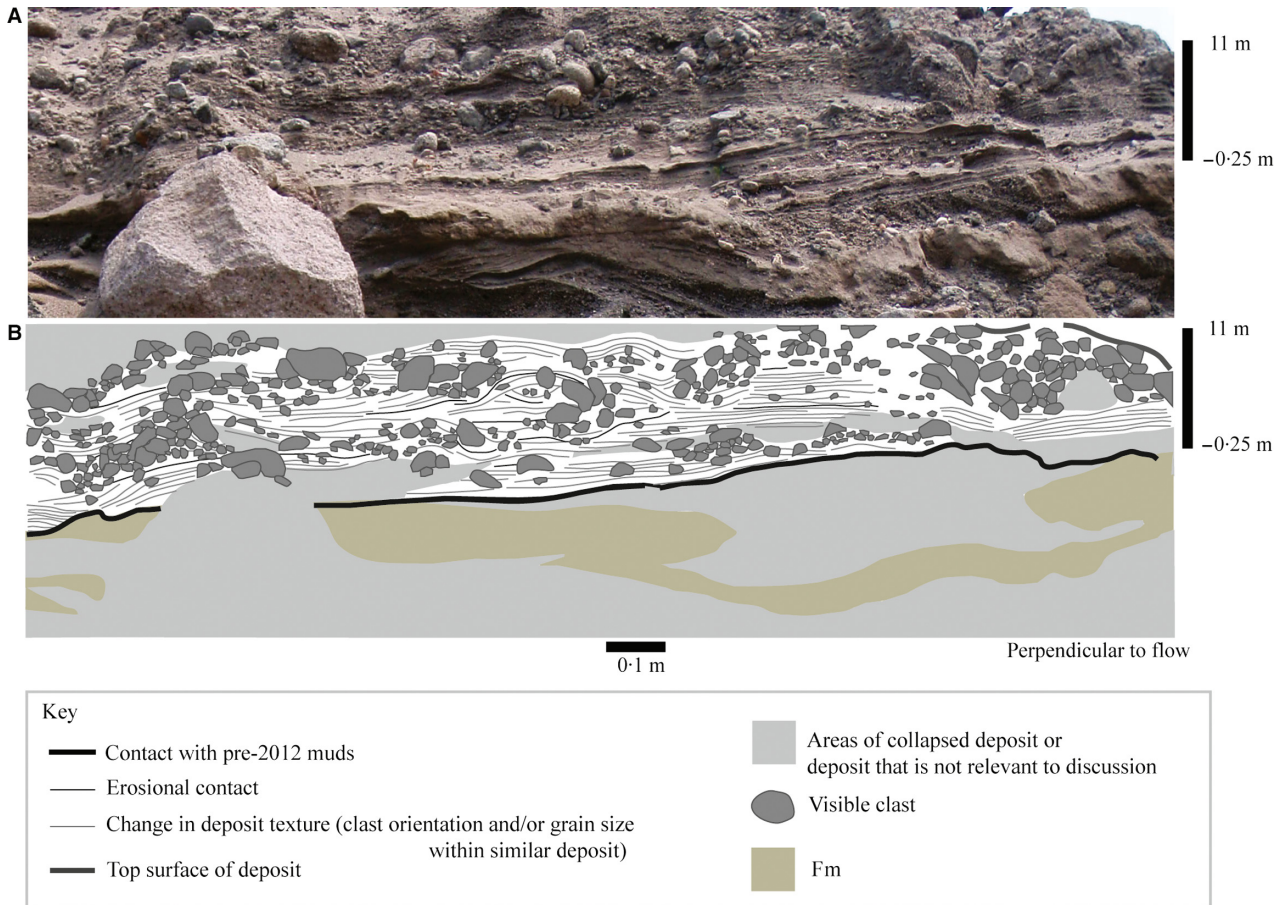 A
11 m
–0·25 m
B
11 m
–0·25 m
0·1 m
Perpendicular to flow
Key
Contact with pre-2012 muds
Erosional contact
Change in deposit texture (clast orientation and/or grain size
within similar deposit)
Top surface of deposit
Areas of collapsed deposit or
deposit that is not relevant to discussion
Visible clast
Fm